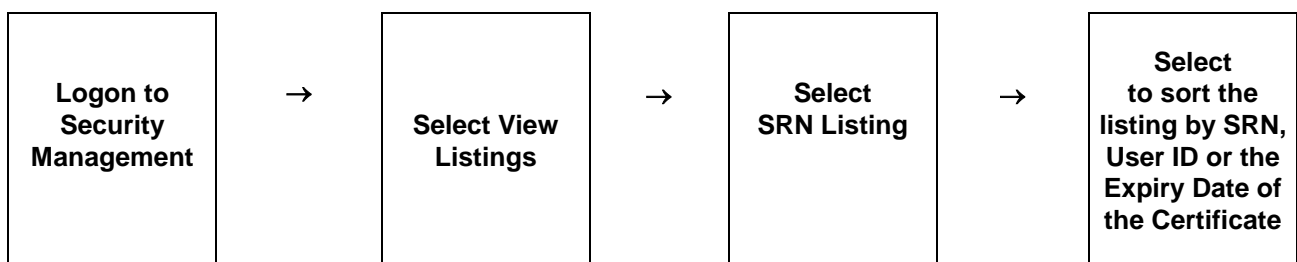 Logon to
Security
Management
→
Select View
Listings
→
Select
SRN Listing
→
Select
to sort the
listing by SRN,
User ID or the
Expiry Date of
the Certificate